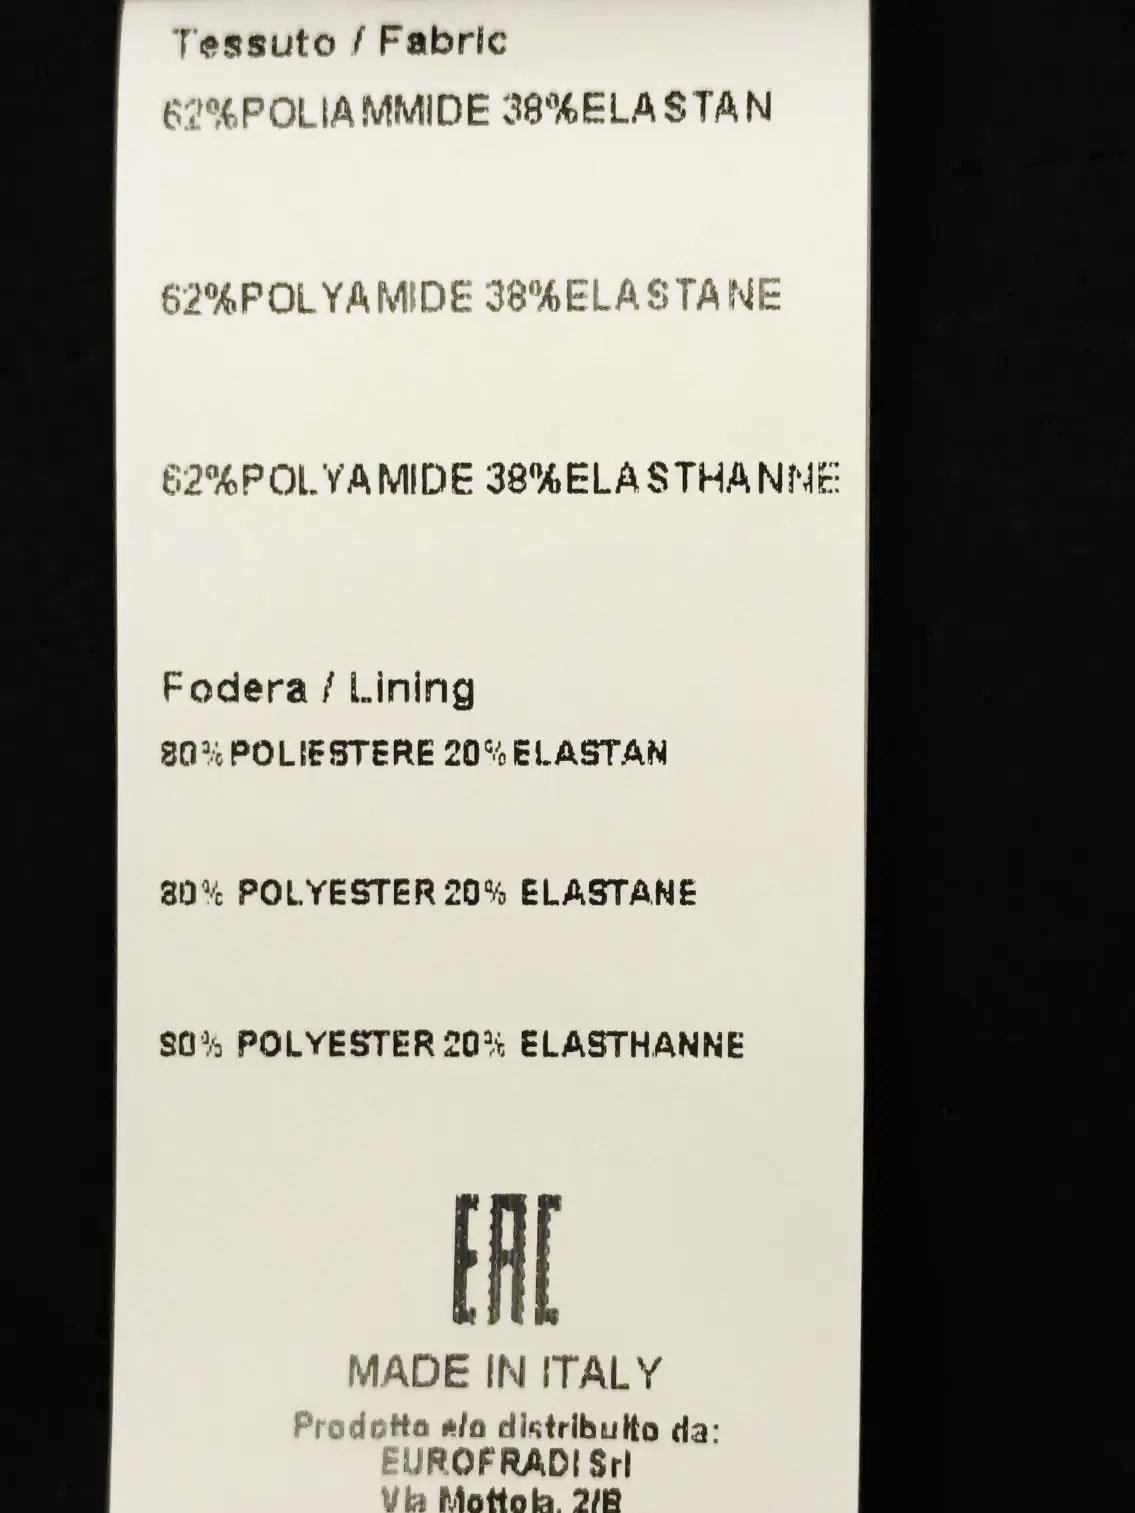 Tessuto / Fabric
62%POLIAMMIDE 38%ELASTAN
62%POLYAMIDE 38%ELASTANE
62%POLYAMIDE 38%ELASTHANNE
Fodera / Lining
80%POLIESTERE 20%ELASTAN
80% POLYESTER 20% ELASTANE
80% POLYESTER 20% ELASTHANNE
EAC
MADE IN ITALY
Prodotto e/o distribuito da:
EUROFRADI Srl
Via Mottola, 2/B